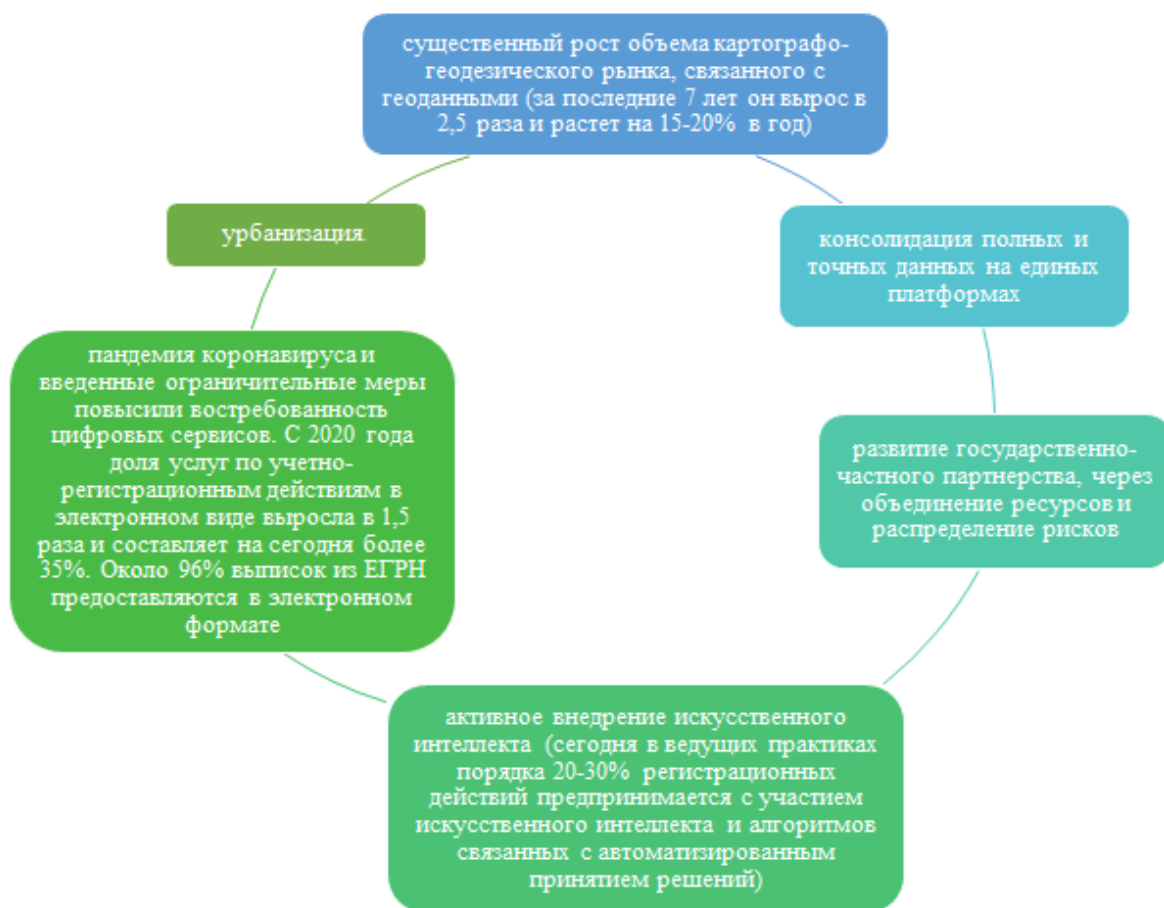 существенный рост объема картографо-
геодезического рынка, связанного с
геоданными (за последние 7 лет он вырос в
2,5 раза и растет на 15-20% в год)
консолидация полных и
точных данных на единых
платформах
развитие государственно-
частного партнерства, через
объединение ресурсов и
распределение рисков
активное внедрение искусственного
интеллекта (сегодня в ведущих практиках
порядка 20-30% регистрационных
действий предпринимается с участием
искусственного интеллекта и алгоритмов
связанных с автоматизированным
принятием решений)
пандемия коронавируса и
введенные ограничительные меры
повысили востребованность
цифровых сервисов. С 2020 года
доля услуг по учетно-
регистрационным действиям в
электронном виде выросла в 1,5
раза и составляет на сегодня более
35%. Около 96% выписок из ЕГРН
предоставляются в электронном
формате
урбанизация.